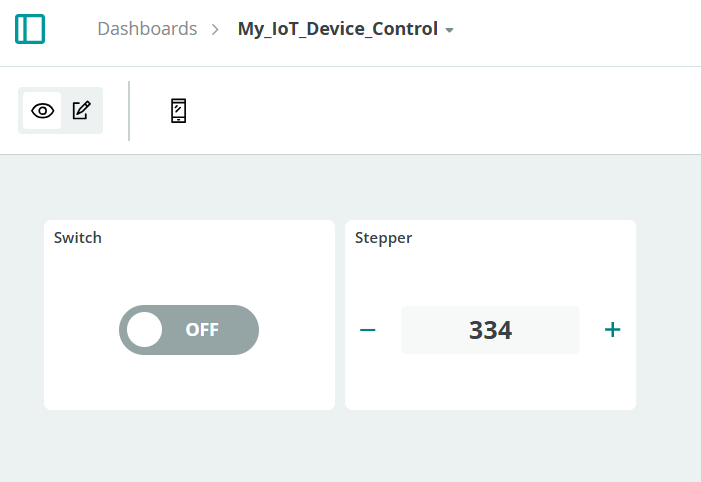 Dashboards > My_IoT_Device_Control
Switch
Stepper
OFF
− 334 +